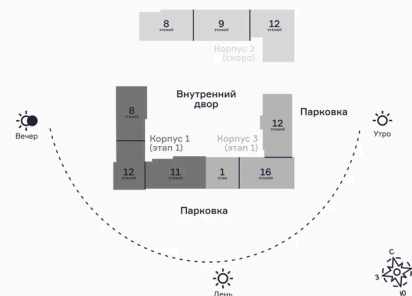 8
этажей
9
этажей
12
этажей
Корпус 2
(скоро)
Внутренний
двор
8
этажей
12
этажей
Парковка
Вечер
Утро
Корпус 1
(этап 1)
Корпус 3
(этап 1)
12
этажей
11
этажей
1
этаж
16
этажей
Парковка
День
С
З
Ю